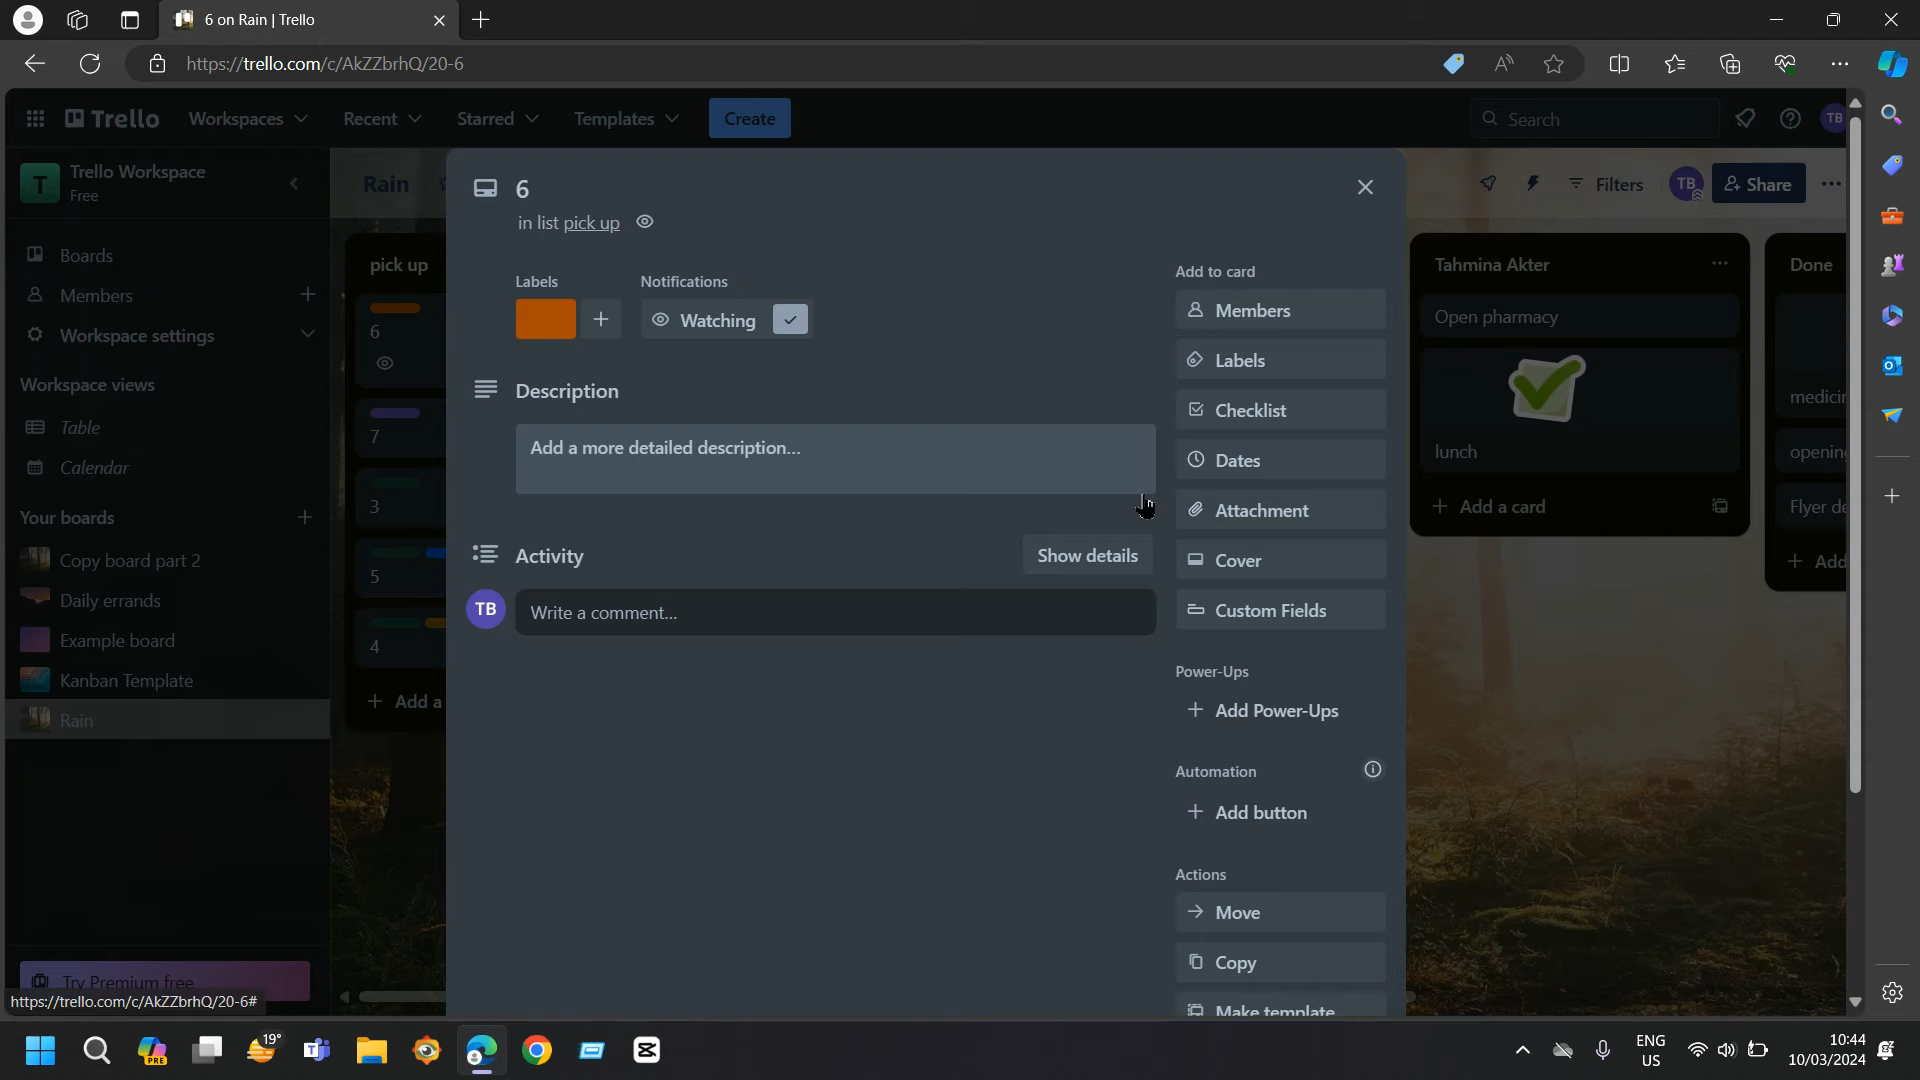 6 on Rain | Trello
https://trello.com/c/AkZZbrhQ/20-6
Trello
Workspaces
Recent
Starred
Templates
Create
Search
TB
T
Trello Workspace
Free
Rain
Filters
TB
Share
Boards
Members
Workspace settings
Workspace views
Table
Calendar
Your boards
Copy board part 2
Daily errands
Example board
Kanban Template
Rain
Try Premium free
https://trello.com/c/AkZZbrhQ/20-6#
pick up
6
7
3
5
4
Add a
6
in list pick up
Labels
Notifications
Watching
Description
Add a more detailed description...
Activity
Show details
TB
Write a comment...
Add to card
Members
Labels
Checklist
Dates
Attachment
Cover
Custom Fields
Power-Ups
Add Power-Ups
Automation
Add button
Actions
Move
Copy
Make template
Tahmina Akter
Open pharmacy
lunch
Add a card
Done
medicin
opening
Flyer de
Add
PRE
19°
ENG
US
10:44
10/03/2024